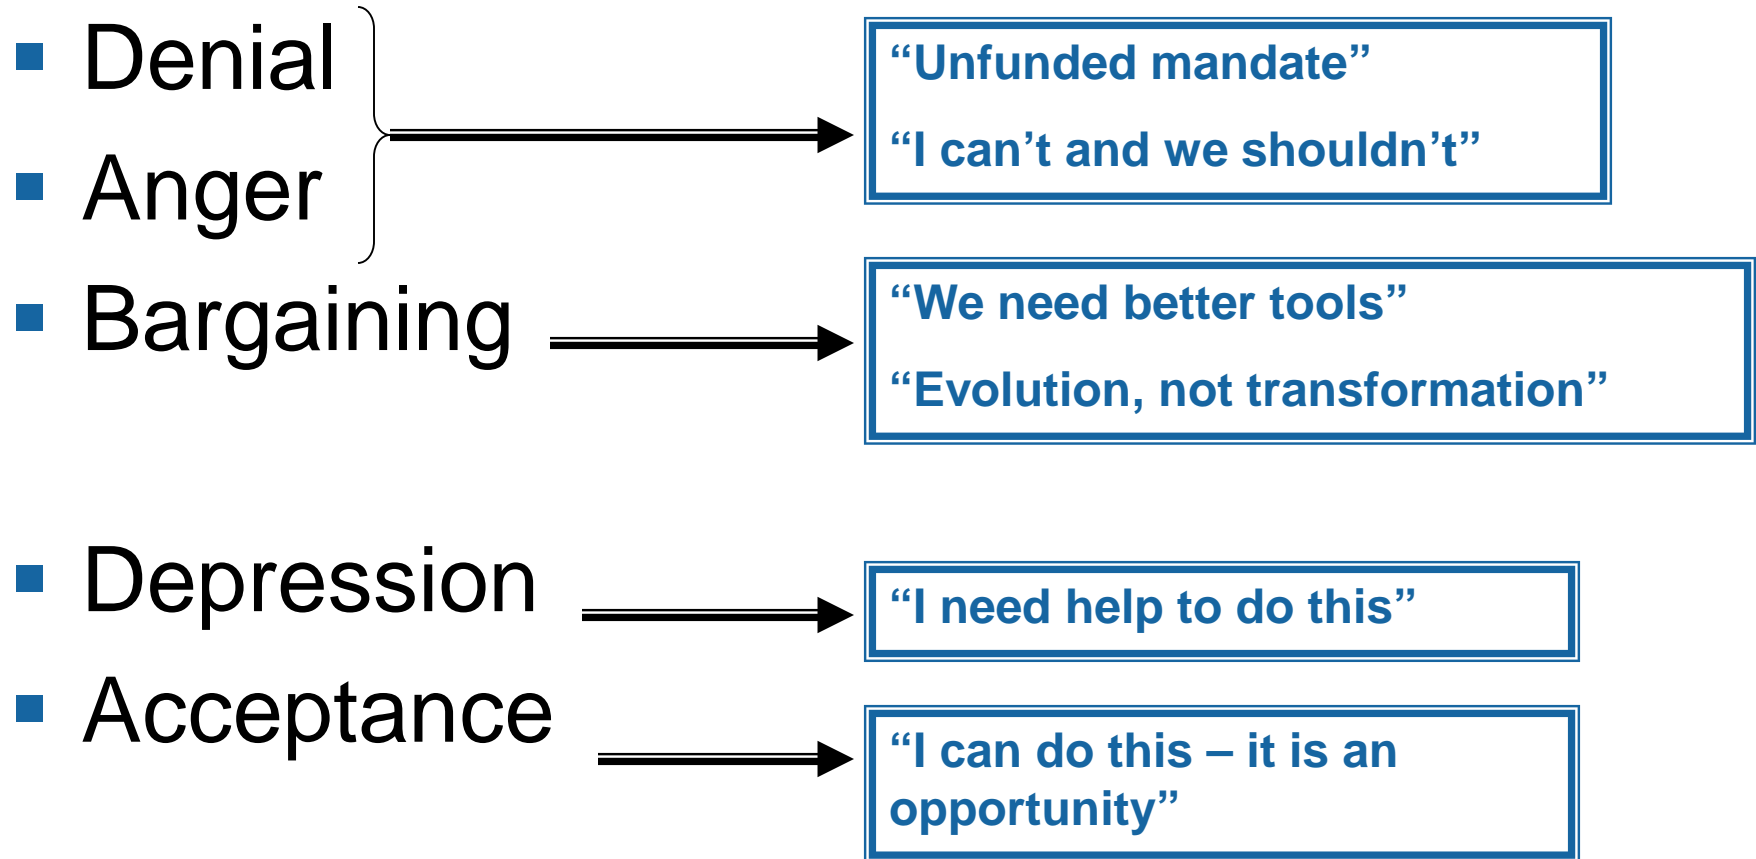 Denial
Anger
Bargaining
Depression
Acceptance
“Unfunded mandate”
“I can’t and we shouldn’t”
“We need better tools”
“Evolution, not transformation”
“I need help to do this”
“I can do this – it is an
opportunity”